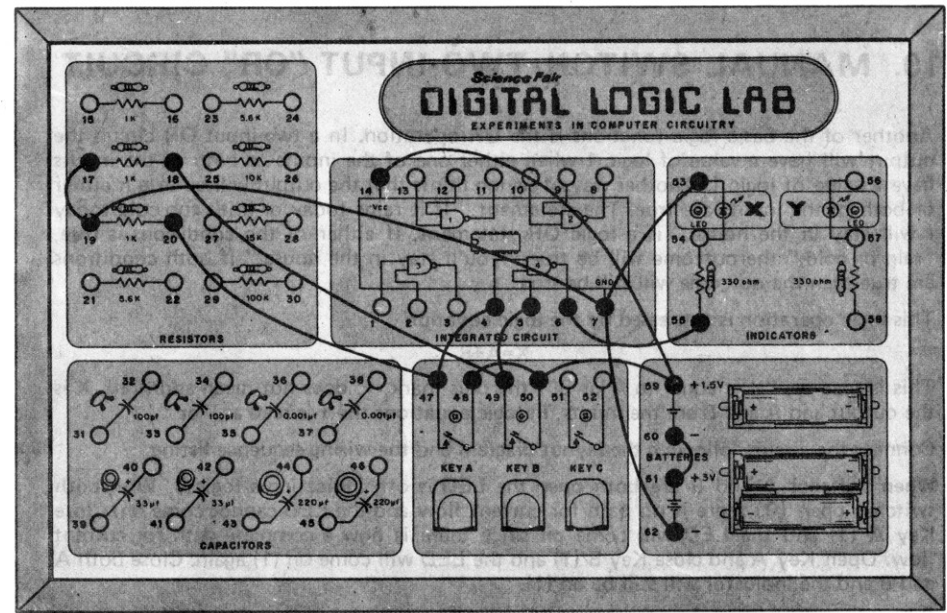 Science Fair
DIGITAL LOGIC LAB
EXPERIMENTS IN COMPUTER CIRCUITRY
15 1K 16 23 5.6K 24
17 1K 18 25 10K 26
19 1K 20 27 15K 28
21 5.6K 22 29 100K 30
RESISTORS
14 13 12 11 10 9 8
VCC
1 2
3 4
GND
1 2 3 4 5 6
INTEGRATED CIRCUIT
53 56
LED X Y LED
54 57
330 ohm 330 ohm
55 58
INDICATORS
32 34 36 38
100pf 100pf 0.001µf 0.001µf
31 33 35 37
40 42 44 46
33µf 33µf 220µf 220µf
39 41 43 45
CAPACITORS
47 48 49 50 51 52
KEY A KEY B KEY C
59 + 1.5V
60 −
BATTERIES
61 + 3V
62 −